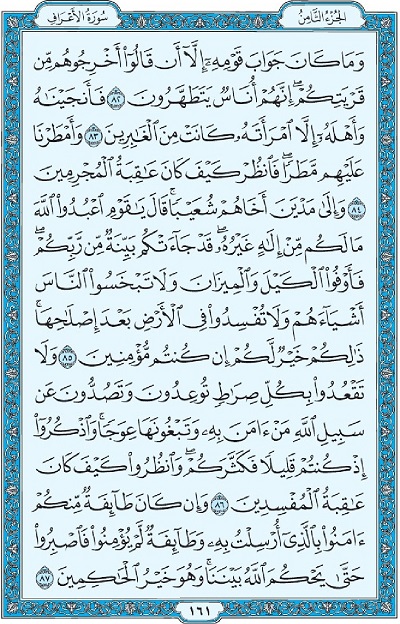 الجزء الثامن
سورة الأعراف
وَمَا كَانَ جَوَابَ قَوْمِهِۦٓ إِلَّآ أَن قَالُوٓا۟ أَخْرِجُوهُم مِّن
قَرْيَتِكُمْ ۖ إِنَّهُمْ أُنَاسٌ يَتَطَهَّرُونَ ٨٢ فَأَنجَيْنَٰهُ
وَأَهْلَهُۥٓ إِلَّا ٱمْرَأَتَهُۥ كَانَتْ مِنَ ٱلْغَٰبِرِينَ ٨٣ وَأَمْطَرْنَا
عَلَيْهِم مَّطَرًا ۖ فَٱنظُرْ كَيْفَ كَانَ عَٰقِبَةُ ٱلْمُجْرِمِينَ
٨٤ وَإِلَىٰ مَدْيَنَ أَخَاهُمْ شُعَيْبًا ۗ قَالَ يَٰقَوْمِ ٱعْبُدُوا۟ ٱللَّهَ
مَا لَكُم مِّنْ إِلَٰهٍ غَيْرُهُۥ ۖ قَدْ جَآءَتْكُم بَيِّنَةٌ مِّن رَّبِّكُمْ ۖ
فَأَوْفُوا۟ ٱلْكَيْلَ وَٱلْمِيزَانَ وَلَا تَبْخَسُوا۟ ٱلنَّاسَ
أَشْيَآءَهُمْ وَلَا تُفْسِدُوا۟ فِى ٱلْأَرْضِ بَعْدَ إِصْلَٰحِهَا ۚ
ذَٰلِكُمْ خَيْرٌ لَّكُمْ إِن كُنتُم مُّؤْمِنِينَ ٨٥ وَلَا
تَقْعُدُوا۟ بِكُلِّ صِرَٰطٍ تُوعِدُونَ وَتَصُدُّونَ عَن
سَبِيلِ ٱللَّهِ مَنْ ءَامَنَ بِهِۦ وَتَبْغُونَهَا عِوَجًا ۚ وَٱذْكُرُوٓا۟
إِذْ كُنتُمْ قَلِيلًا فَكَثَّرَكُمْ ۖ وَٱنظُرُوا۟ كَيْفَ كَانَ
عَٰقِبَةُ ٱلْمُفْسِدِينَ ٨٦ وَإِن كَانَ طَآئِفَةٌ مِّنكُمْ
ءَامَنُوا۟ بِٱلَّذِىٓ أُرْسِلْتُ بِهِۦ وَطَآئِفَةٌ لَّمْ يُؤْمِنُوا۟ فَٱصْبِرُوا۟
حَتَّىٰ يَحْكُمَ ٱللَّهُ بَيْنَنَا ۚ وَهُوَ خَيْرُ ٱلْحَٰكِمِينَ ٨٧
١٦١